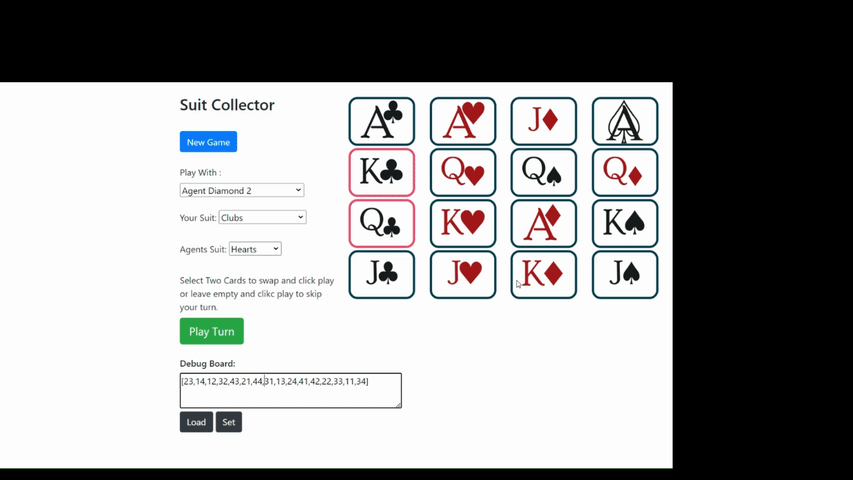 Suit Collector
New Game
Play With :
Agent Diamond 2
Your Suit: Clubs
Agents Suit: Hearts
Select Two Cards to swap and click play
or leave empty and clikc play to skip
your turn.
Play Turn
Debug Board:
[23,14,12,32,43,21,44,31,13,24,41,42,22,33,11,34]
Load Set
A♣ A♥ J♦ A♠
K♣ Q♥ Q♠ Q♦
Q♣ K♥ A♦ K♠
J♣ J♥ K♦ J♠